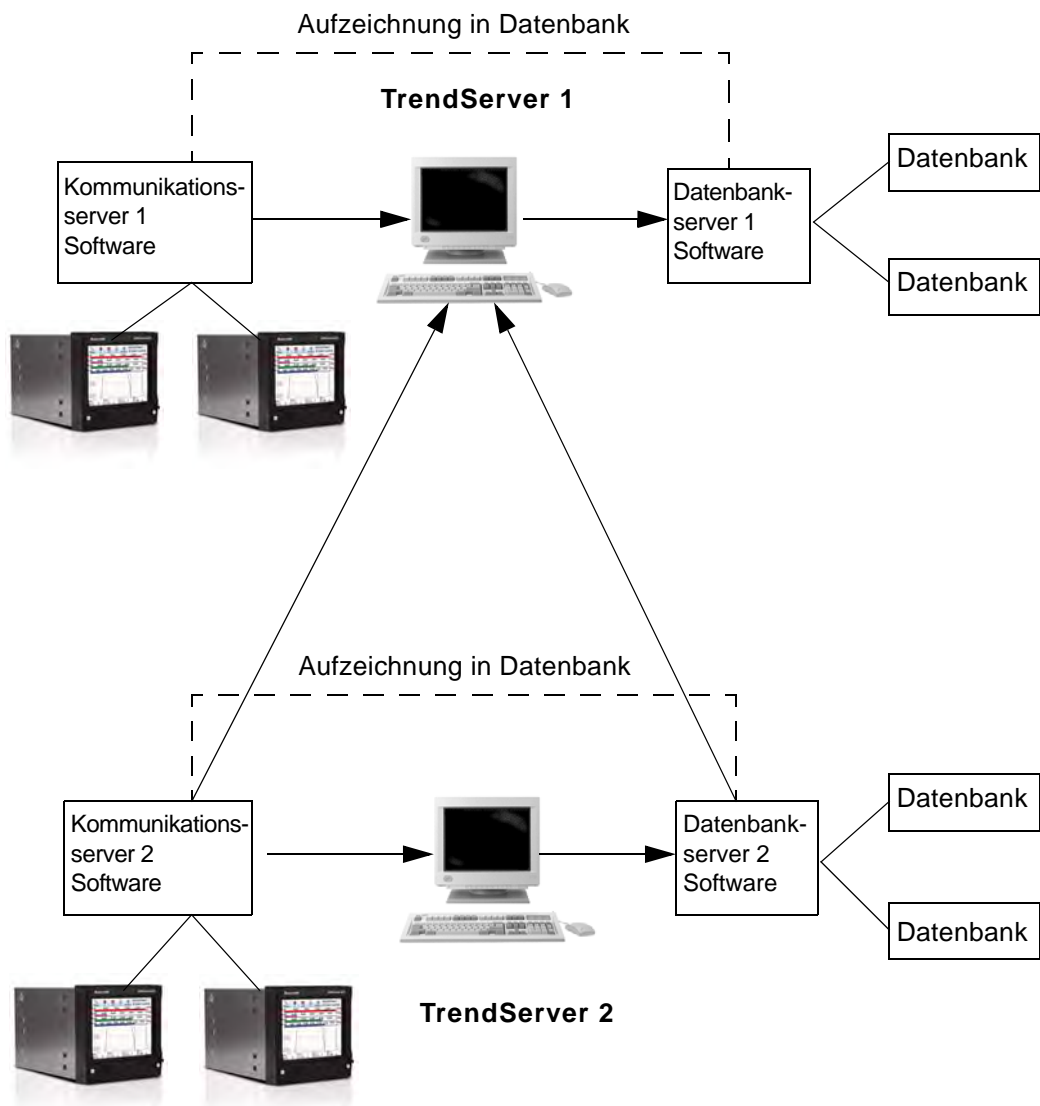 Aufzeichnung in Datenbank
TrendServer 1
Kommunikations-
server 1
Software
Datenbank-
server 1
Software
Datenbank
Datenbank
Aufzeichnung in Datenbank
Kommunikations-
server 2
Software
Datenbank-
server 2
Software
Datenbank
Datenbank
TrendServer 2